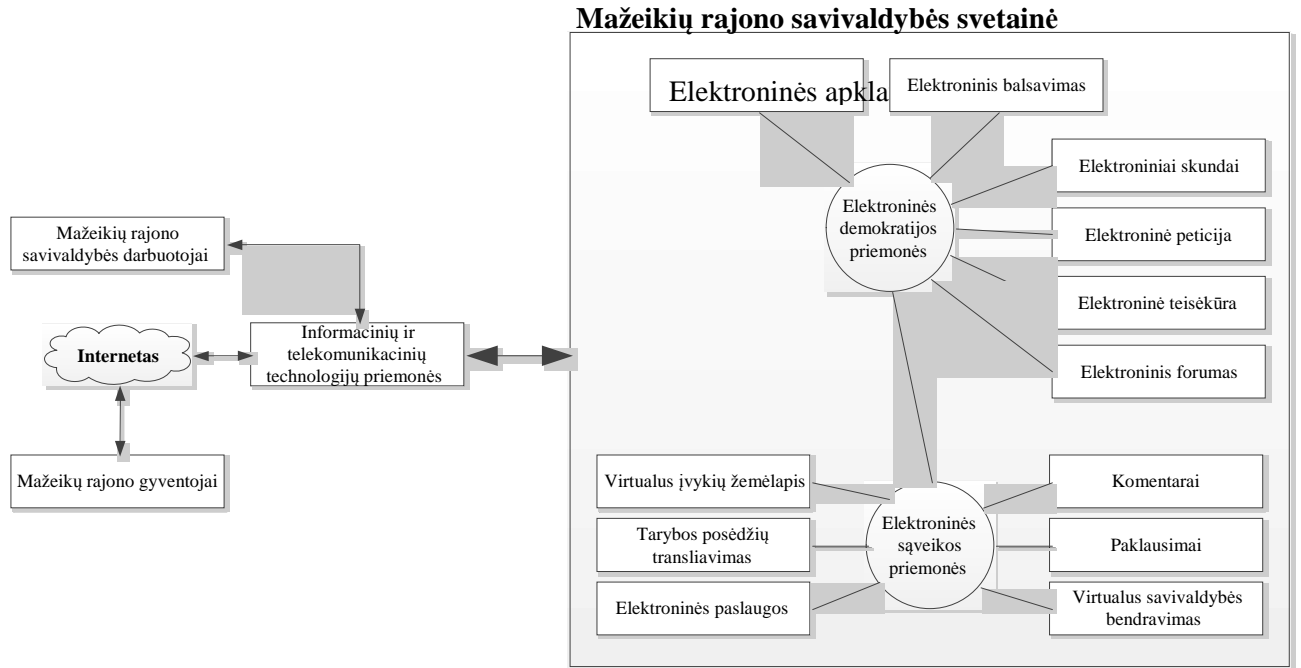 Mažeikių rajono savivaldybės svetainė
Elektroninės apkla
Elektroninis balsavimas
Elektroniniai skundai
Elektroninė peticija
Elektroninė teisėkūra
Elektroninis forumas
Elektroninės
demokratijos
priemonės
Mažeikių rajono
savivaldybės darbuotojai
Internetas
Informacinių ir
telekomunikacinių
technologijų priemonės
Mažeikų rajono gyventojai
Virtualus įvykių žemėlapis
Tarybos posėdžių
transliavimas
Elektroninės paslaugos
Elektroninės
sąveikos
priemonės
Komentarai
Paklausimai
Virtualus savivaldybės
bendravimas